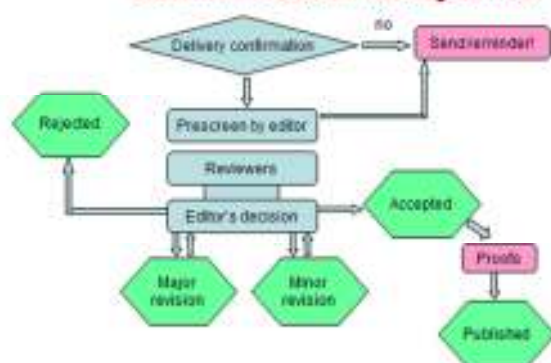 no
Delivery confirmation
Send reminder!
Prescreen by editor
Rejected
Reviewers
Editor's decision
Accepted
Major
revision
Minor
revision
Proofs
Published